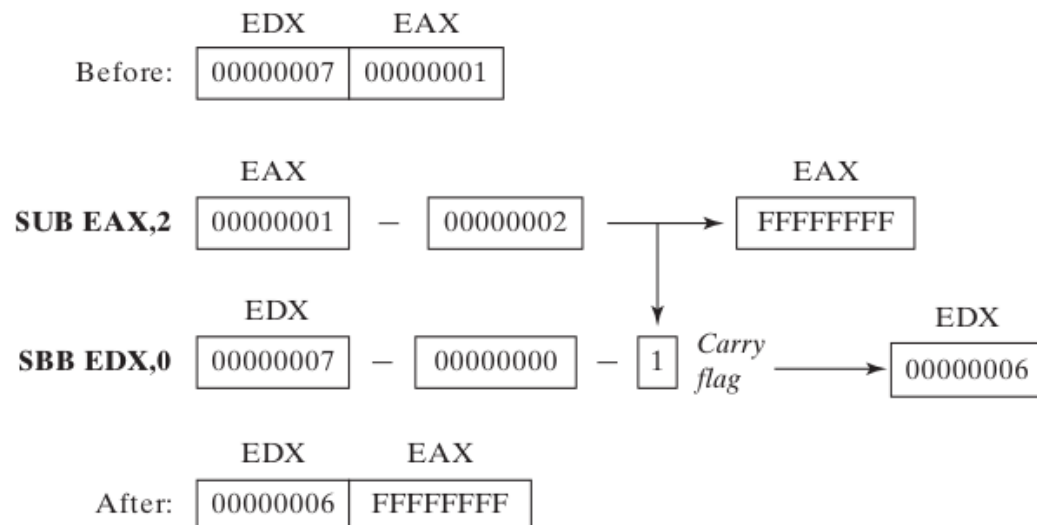 EDX EAX
Before: 00000007 00000001
EAX EAX
SUB EAX,2 00000001 – 00000002 FFFFFFFF
EDX EDX
SBB EDX,0 00000007 – 00000000 – 1 Carry flag 00000006
EDX EAX
After: 00000006 FFFFFFFF